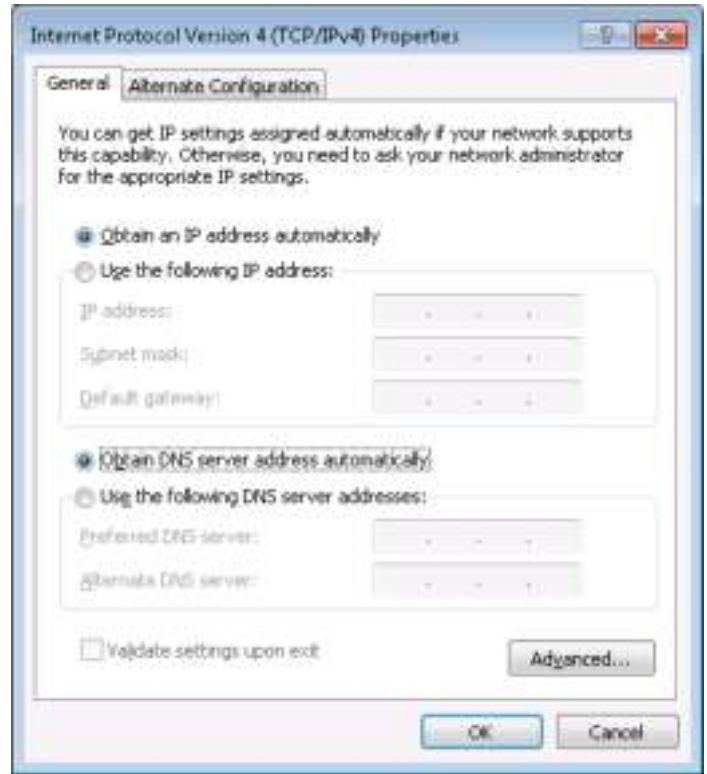 Internet Protocol Version 4 (TCP/IPv4) Properties
General
Alternate Configuration
You can get IP settings assigned automatically if your network supports
this capability. Otherwise, you need to ask your network administrator
for the appropriate IP settings.
Obtain an IP address automatically
Use the following IP address:
IP address:
Subnet mask:
Default gateway:
Obtain DNS server address automatically
Use the following DNS server addresses:
Preferred DNS server:
Alternate DNS server:
Validate settings upon exit
Advanced...
OK
Cancel